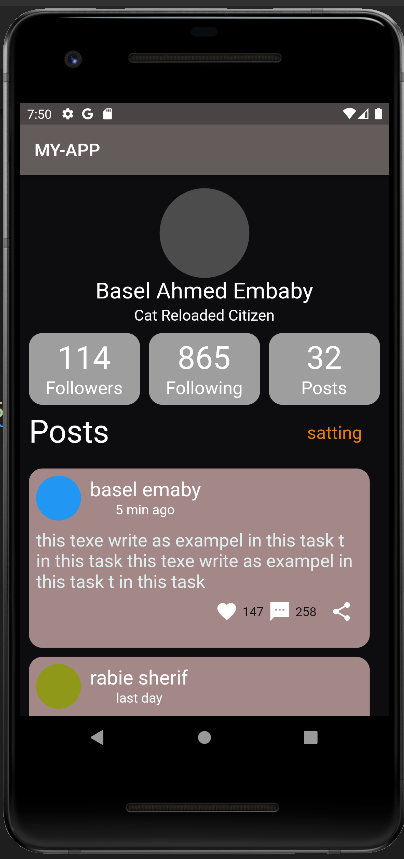 7:50
MY-APP
Basel Ahmed Embaby
Cat Reloaded Citizen
114 865 32
Followers Following Posts
Posts satting
basel emaby
5 min ago
this texe write as exampel in this task t
in this task this texe write as exampel in
this task t in this task
147 258
rabie sherif
last day